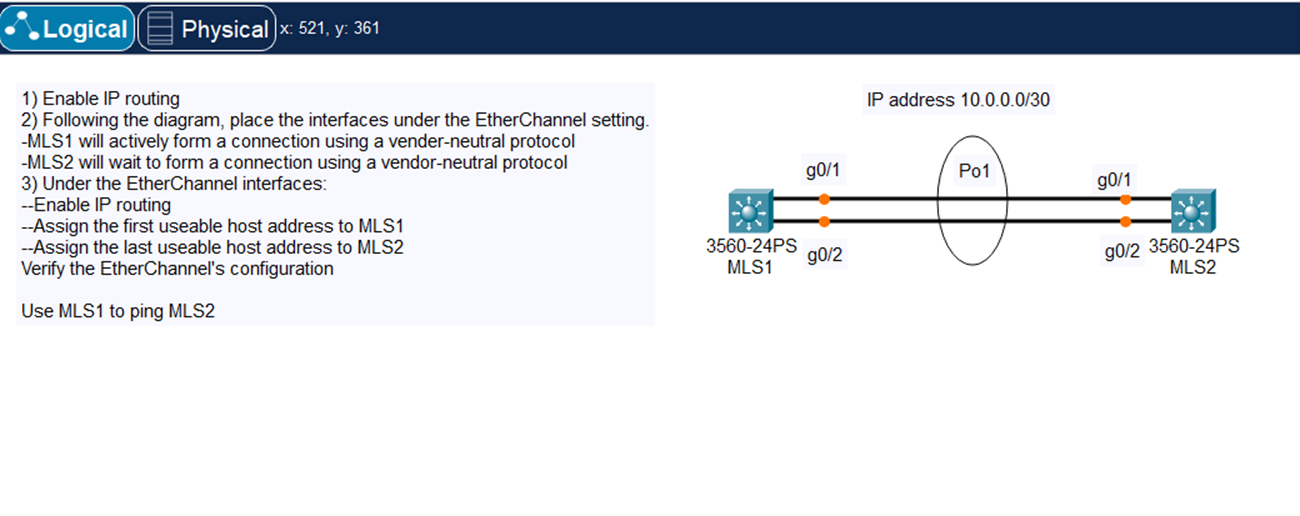 Logical Physical x: 521, y: 361
1) Enable IP routing
2) Following the diagram, place the interfaces under the EtherChannel setting.
-MLS1 will actively form a connection using a vender-neutral protocol
-MLS2 will wait to form a connection using a vendor-neutral protocol
3) Under the EtherChannel interfaces:
--Enable IP routing
--Assign the first useable host address to MLS1
--Assign the last useable host address to MLS2
Verify the EtherChannel's configuration
Use MLS1 to ping MLS2
IP address 10.0.0.0/30
g0/1
Po1
g0/1
3560-24PS
MLS1
g0/2
g0/2
3560-24PS
MLS2